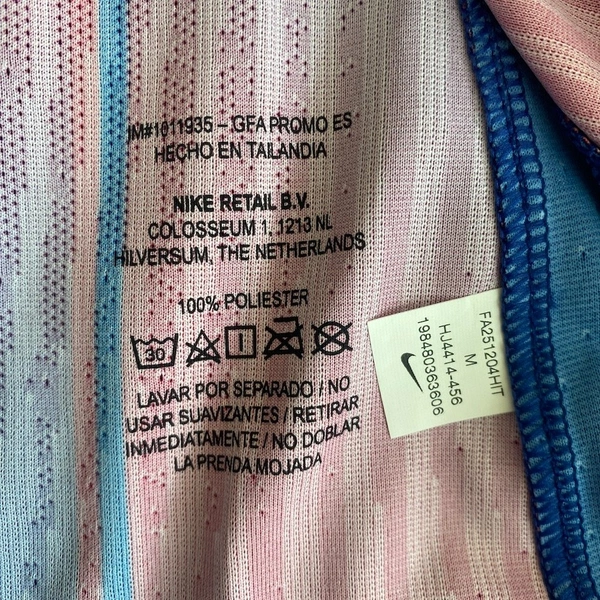 IM#1011935 – GFA PROMO ES
HECHO EN TAILANDIA
NIKE RETAIL B.V.
COLOSSEUM 1, 1213 NL
HILVERSUM, THE NETHERLANDS
100% POLIESTER
30
LAVAR POR SEPARADO / NO
USAR SUAVIZANTES / RETIRAR
INMEDIATAMENTE / NO DOBLAR
LA PRENDA MOJADA
FA251204HIT
M
HJ4414-456
198480363606